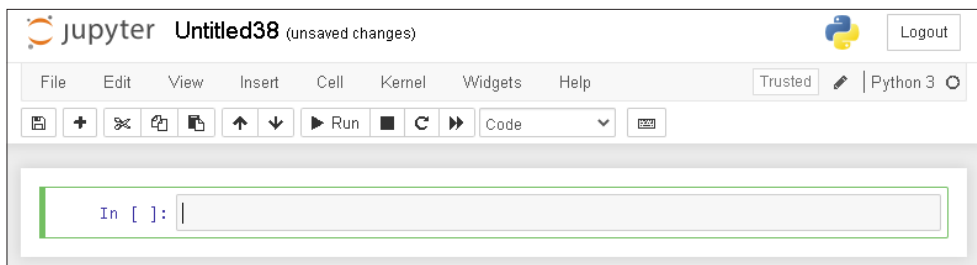 jupyter Untitled38 (unsaved changes) Logout
File Edit View Insert Cell Kernel Widgets Help Trusted Python 3
Run Code
In [ ]: